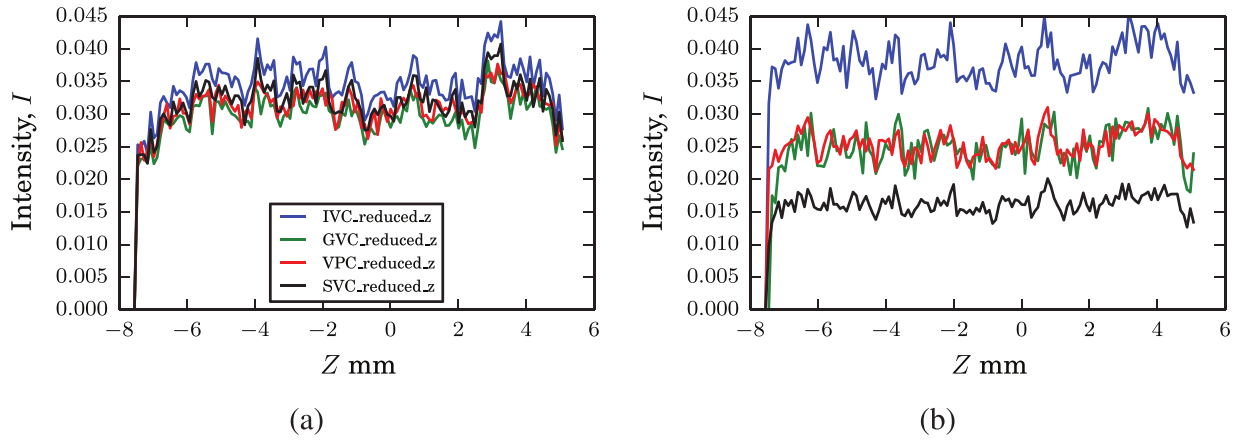 0.045
0.040
0.035
0.030
0.025
0.020
0.015
0.010
0.005
0.000
Intensity, I
IVC_reduced_z
GVC_reduced_z
VPC_reduced_z
SVC_reduced_z
−8 −6 −4 −2 0 2 4 6
Z mm
(a)
0.045
0.040
0.035
0.030
0.025
0.020
0.015
0.010
0.005
0.000
Intensity, I
−8 −6 −4 −2 0 2 4 6
Z mm
(b)